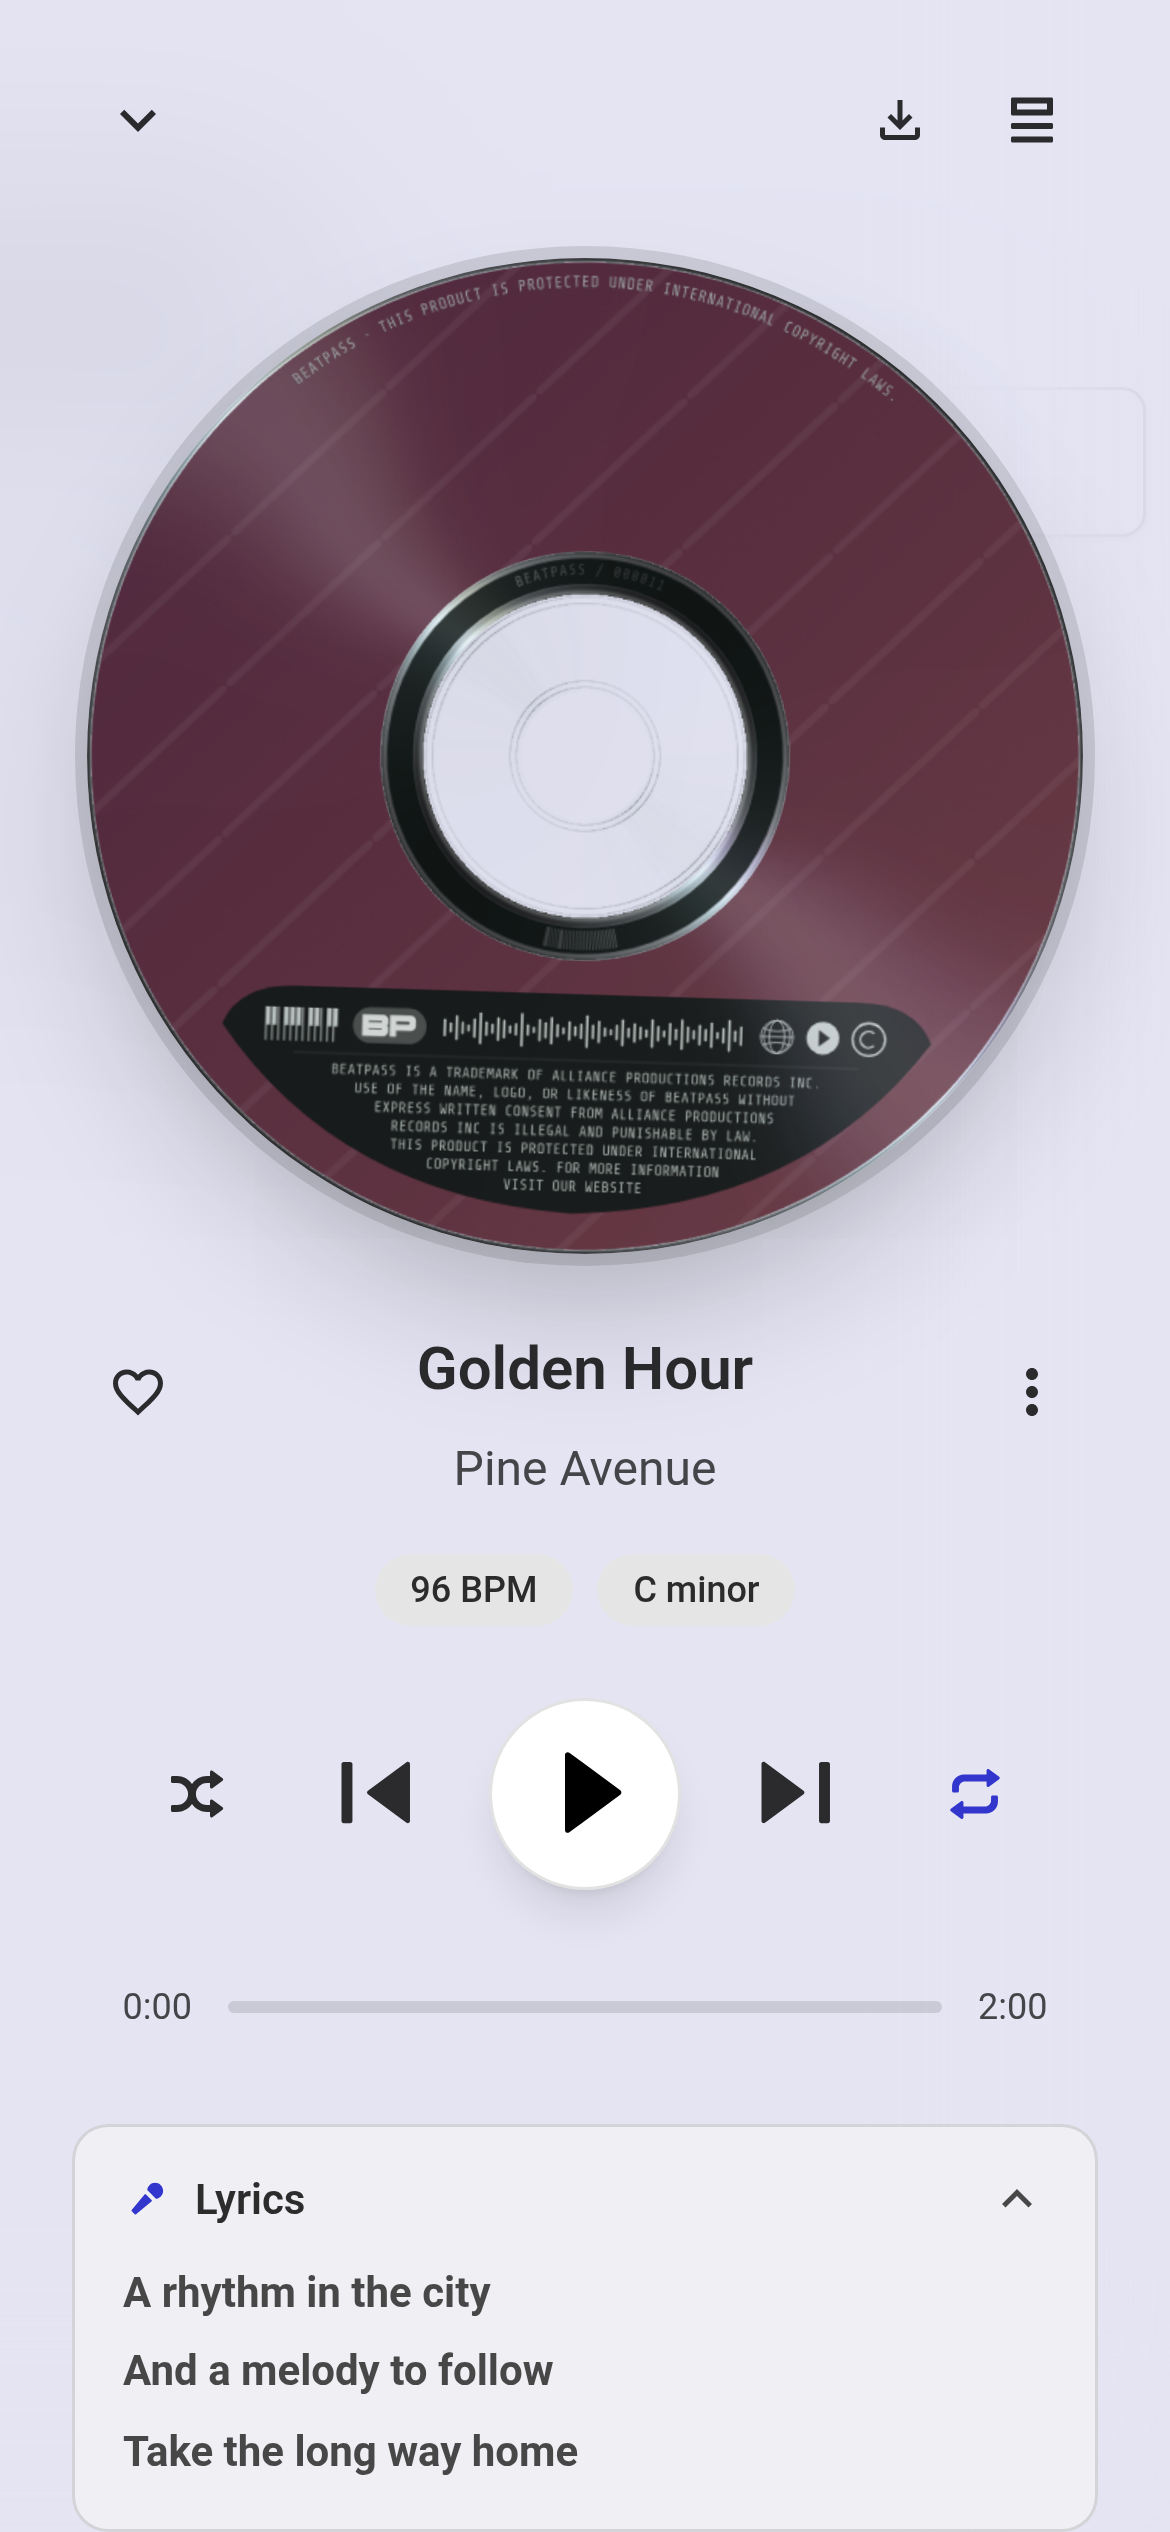 BEATPASS - THIS PRODUCT IS PROTECTED UNDER INTERNATIONAL COPYRIGHT LAWS.
BEATPASS / 000011
BP
BEATPASS IS A TRADEMARK OF ALLIANCE PRODUCTIONS RECORDS INC.
USE OF THE NAME, LOGO, OR LIKENESS OF BEATPASS WITHOUT
EXPRESS WRITTEN CONSENT FROM ALLIANCE PRODUCTIONS
RECORDS INC IS ILLEGAL AND PUNISHABLE BY LAW.
THIS PRODUCT IS PROTECTED UNDER INTERNATIONAL
COPYRIGHT LAWS. FOR MORE INFORMATION
VISIT OUR WEBSITE
Golden Hour
Pine Avenue
96 BPM
C minor
0:00
2:00
Lyrics
A rhythm in the city
And a melody to follow
Take the long way home